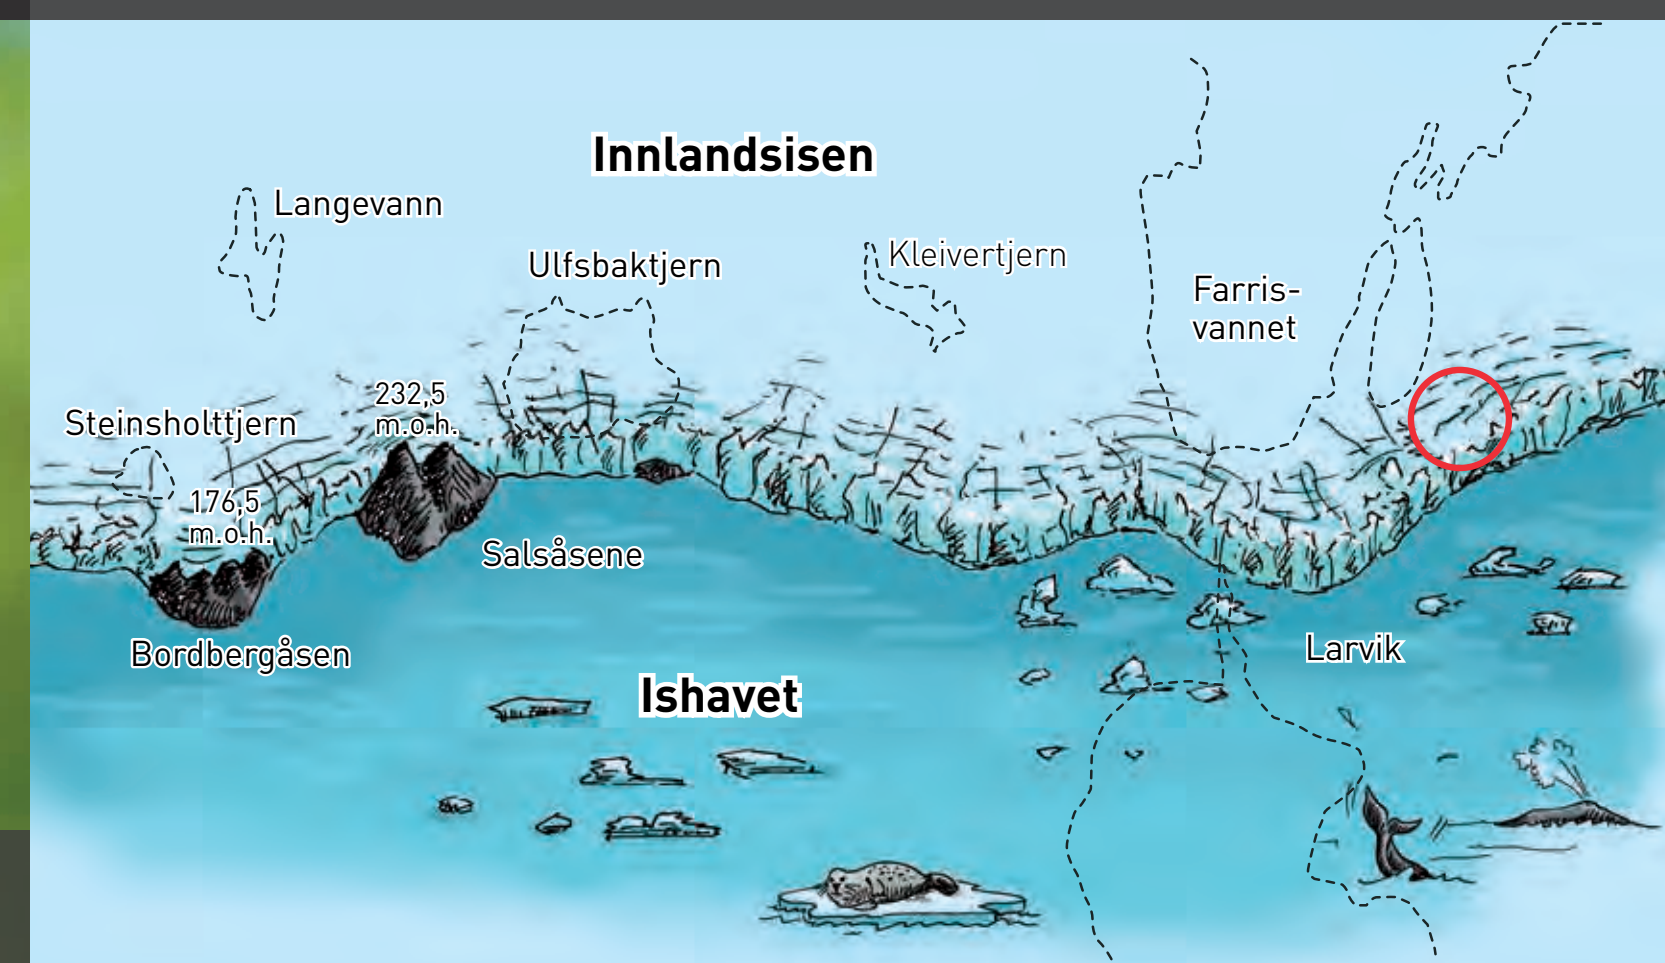 Innlandsisen
Langevann
Ulfsbaktjern
Kleivertjern
Farris-
vannet
232,5
m.o.h.
Steinsholttjern
176,5
m.o.h.
Salsåsene
Bordbergåsen
Larvik
Ishavet